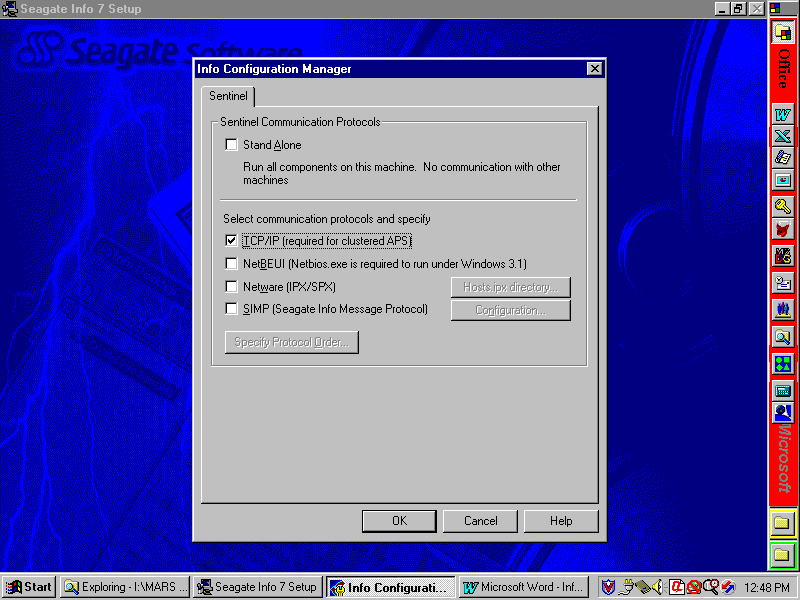 Seagate Info 7 Setup
Seagate Software
Info Configuration Manager
Sentinel
Sentinel Communication Protocols
Stand Alone
Run all components on this machine. No communication with other
machines
Select communication protocols and specify
TCP/IP (required for clustered APS)
NetBEUI (Netbios.exe is required to run under Windows 3.1)
Netware (IPX/SPX)
Hosts.ipx directory...
SIMP (Seagate Info Message Protocol)
Configuration...
Specify Protocol Order...
OK
Cancel
Help
Office
Microsoft
Start
Exploring - I:\MARS ...
Seagate Info 7 Setup
Info Configurati...
Microsoft Word - Inf...
12:48 PM